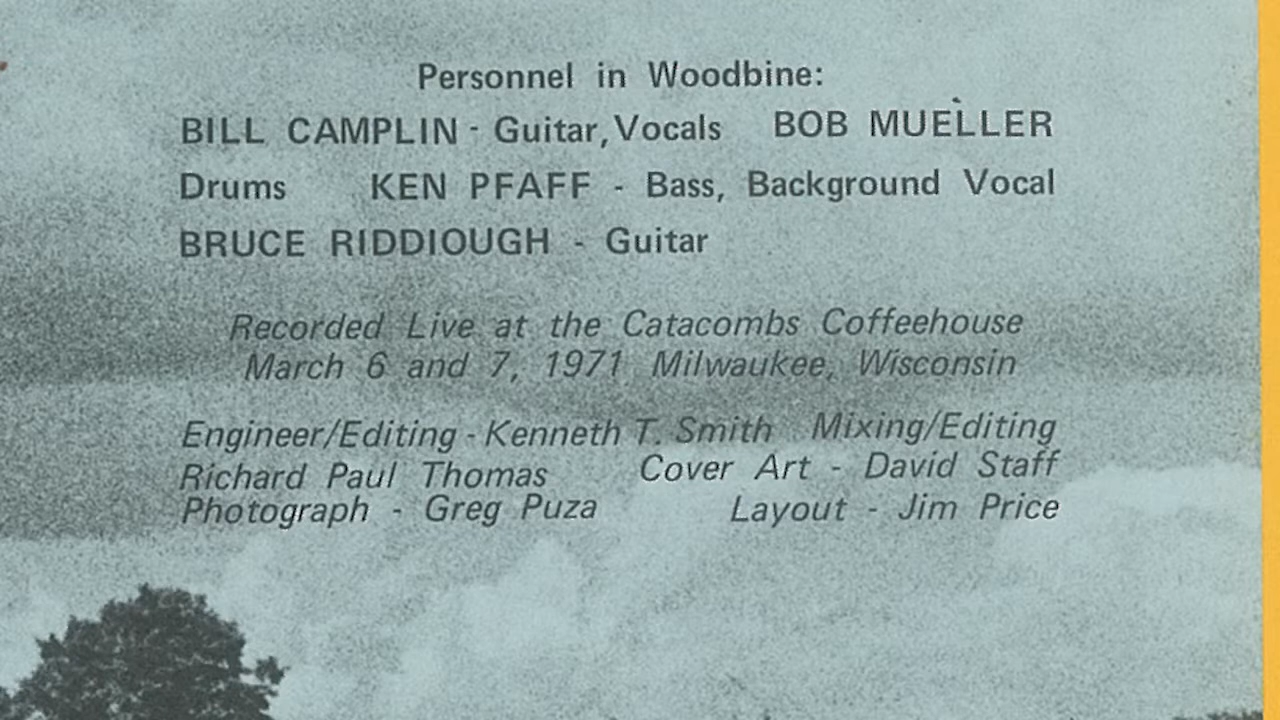 Personnel in Woodbine:
BILL CAMPLIN - Guitar, Vocals BOB MUELLER
Drums KEN PFAFF - Bass, Background Vocal
BRUCE RIDDIOUGH - Guitar
Recorded Live at the Catacombs Coffeehouse
March 6 and 7, 1971 Milwaukee, Wisconsin
Engineer/Editing - Kenneth T. Smith Mixing/Editing
Richard Paul Thomas Cover Art - David Staff
Photograph - Greg Puza Layout - Jim Price